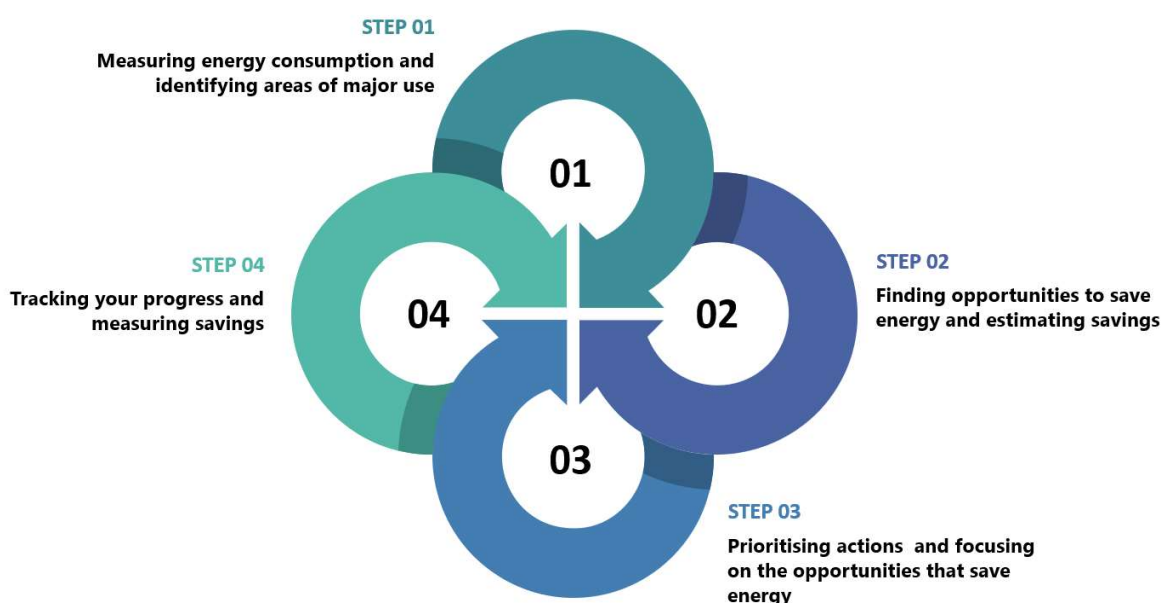 STEP 01
Measuring energy consumption and
identifying areas of major use
01
STEP 02
Finding opportunities to save
energy and estimating savings
02
STEP 03
Prioritising actions  and focusing
on the opportunities that save
energy
03
STEP 04
Tracking your progress and
measuring savings
04